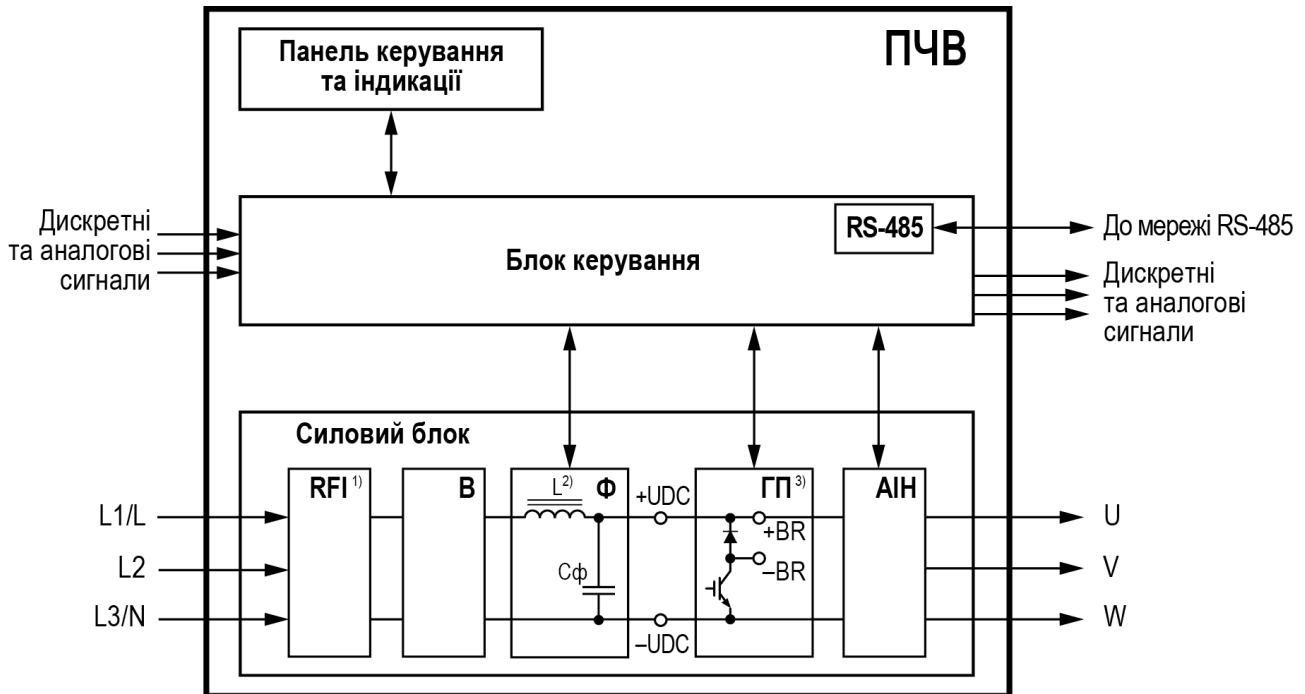 ПЧВ
Панель керування
та індикації
Дискретні
та аналогові
сигнали
RS-485
Блок керування
До мережі RS-485
Дискретні
та аналогові
сигнали
Силовий блок
RFI 1)
В
L 2)
Ф
Сф
+UDC
–UDC
ГП 3)
+BR
–BR
АІН
L1/L
L2
L3/N
U
V
W